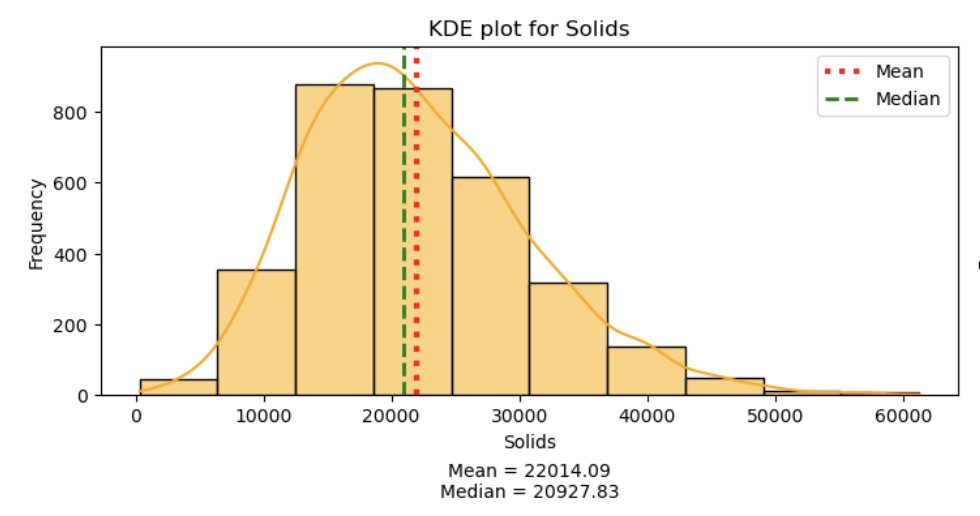 KDE plot for Solids
Mean
Median
800
600
400
200
0
Frequency
0 10000 20000 30000 40000 50000 60000
Solids
Mean = 22014.09
Median = 20927.83